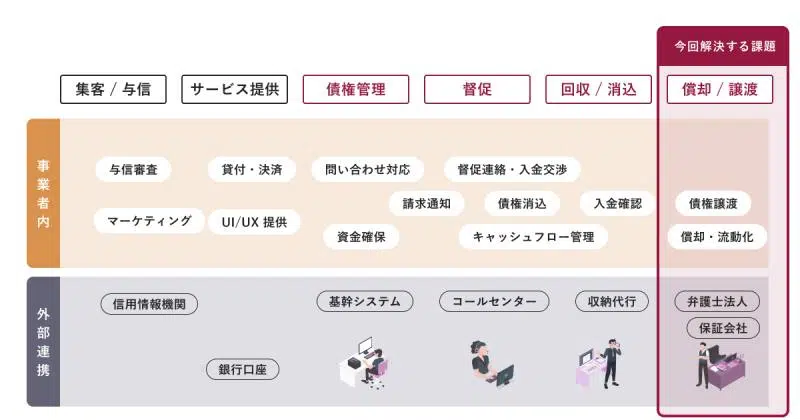 今回解決する課題
集客 / 与信
サービス提供
債権管理
督促
回収 / 消込
償却 / 譲渡
事業者内
与信審査
貸付・決済
問い合わせ対応
督促連絡・入金交渉
請求通知
債権消込
入金確認
債権譲渡
マーケティング
UI/UX 提供
資金確保
キャッシュフロー管理
償却・流動化
外部連携
信用情報機関
基幹システム
コールセンター
収納代行
弁護士法人
保証会社
銀行口座